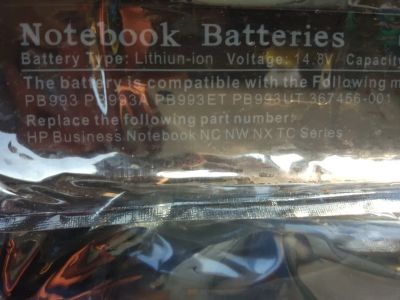 Notebook Batteries
Battery Type: Lithiun-ion Voltage: 14.8V Capacity
The battery is compatible with the Following m
PB993 PB993A PB993ET PB993UT 367456-001
Replace the following part number:
HP Business Notebook NC NW NX TC Series